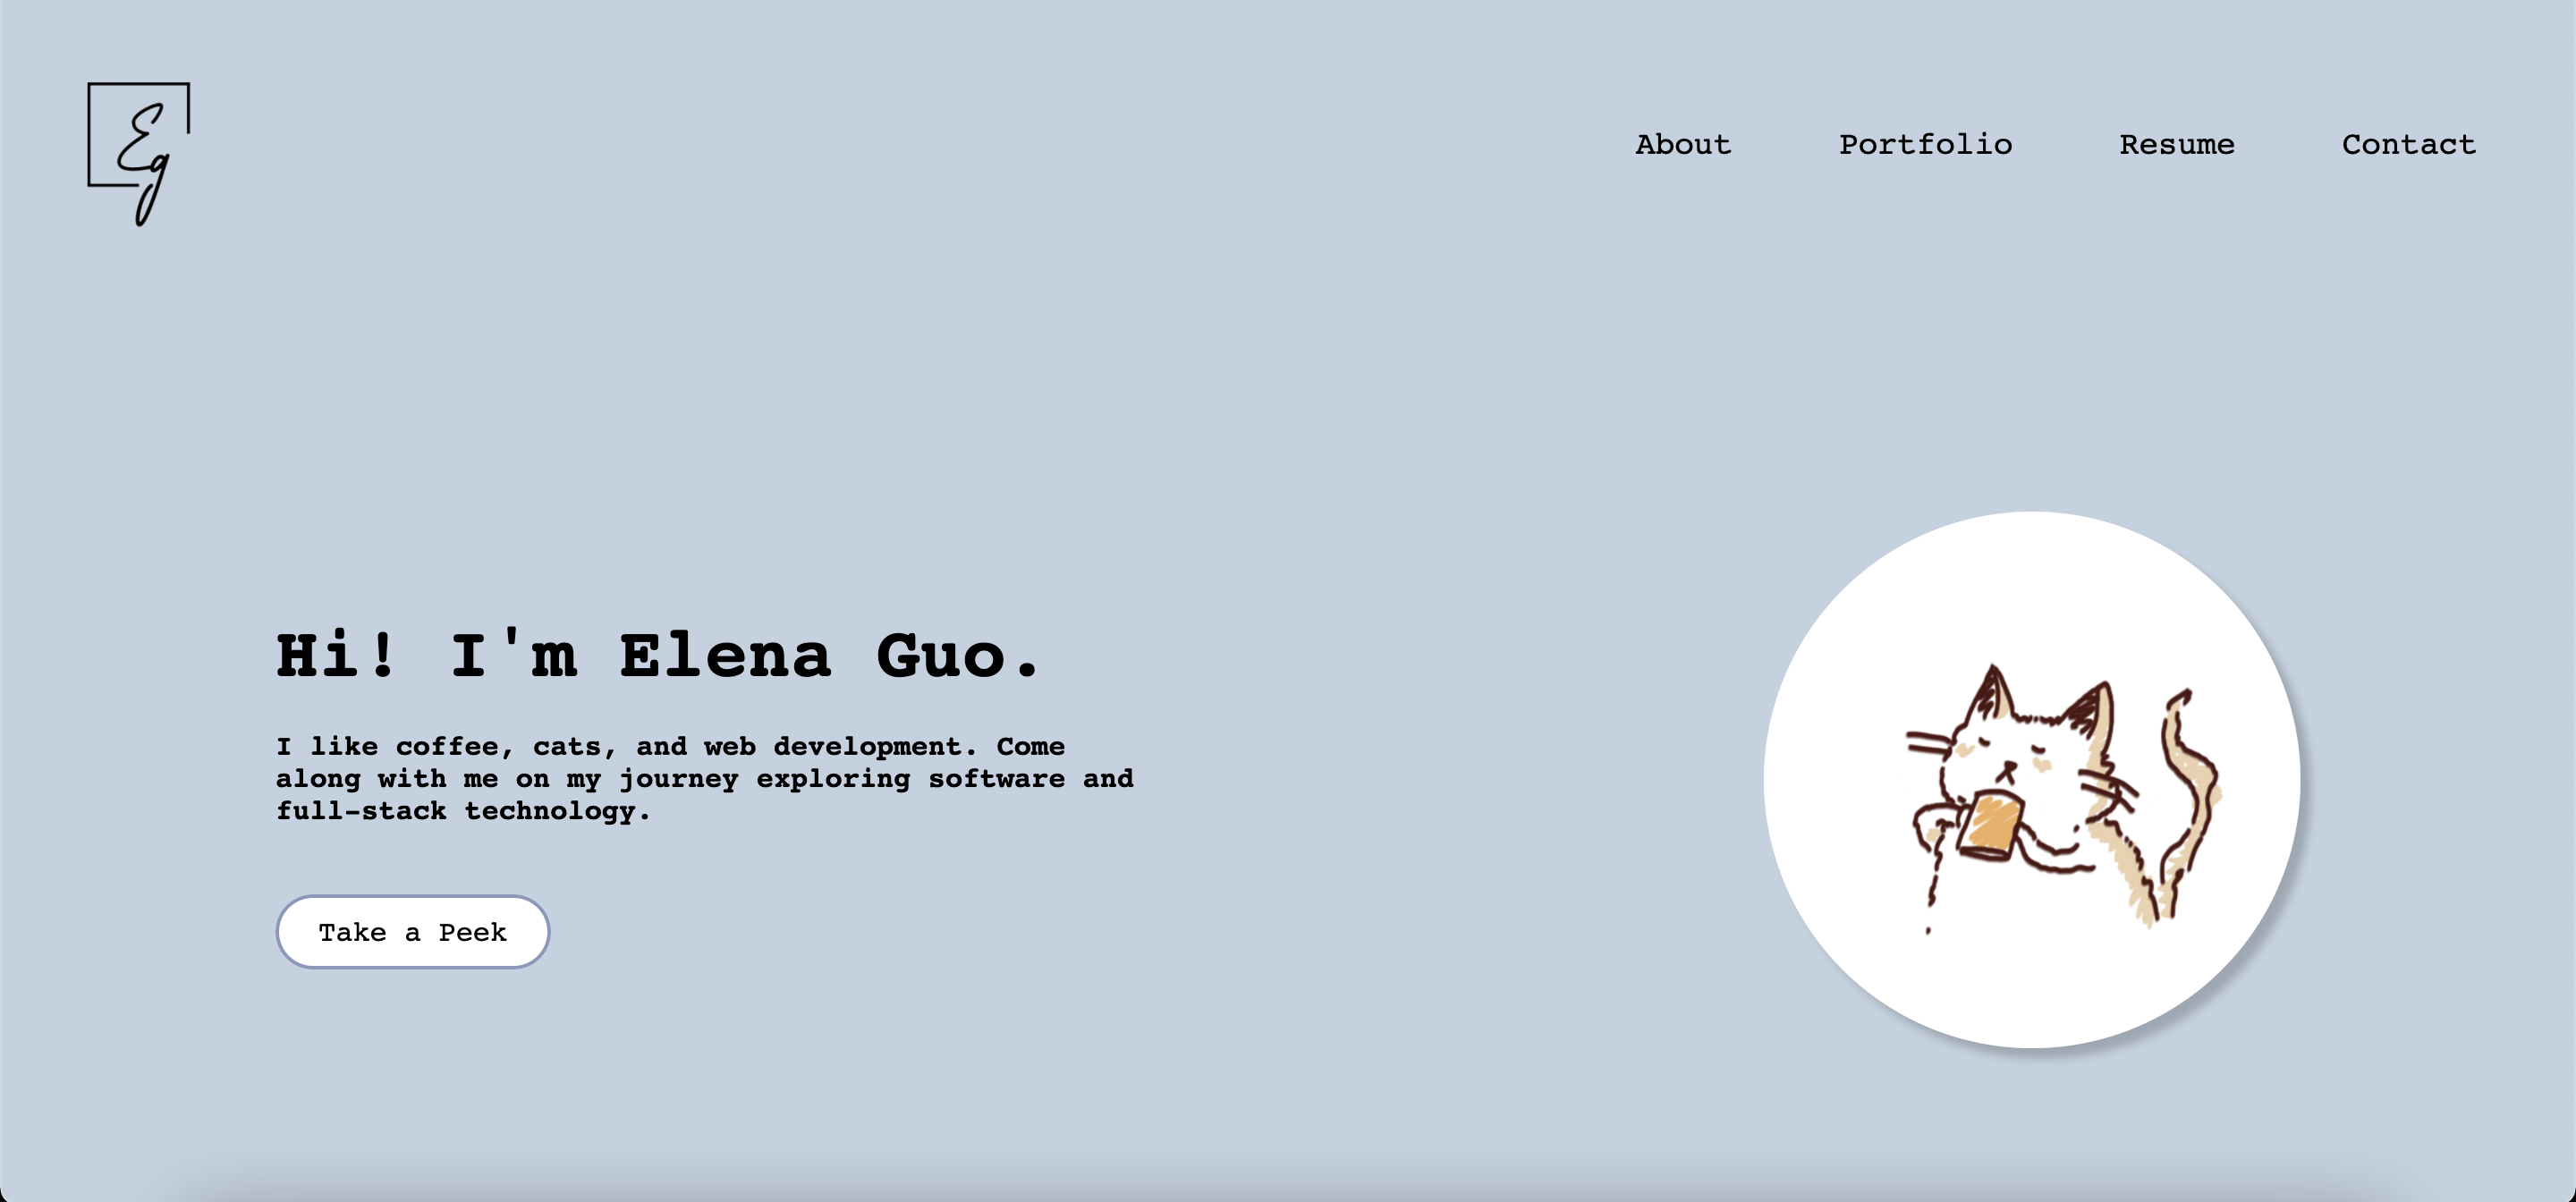 Eg
About Portfolio Resume Contact
Hi! I'm Elena Guo.
I like coffee, cats, and web development. Come
along with me on my journey exploring software and
full-stack technology.
Take a Peek